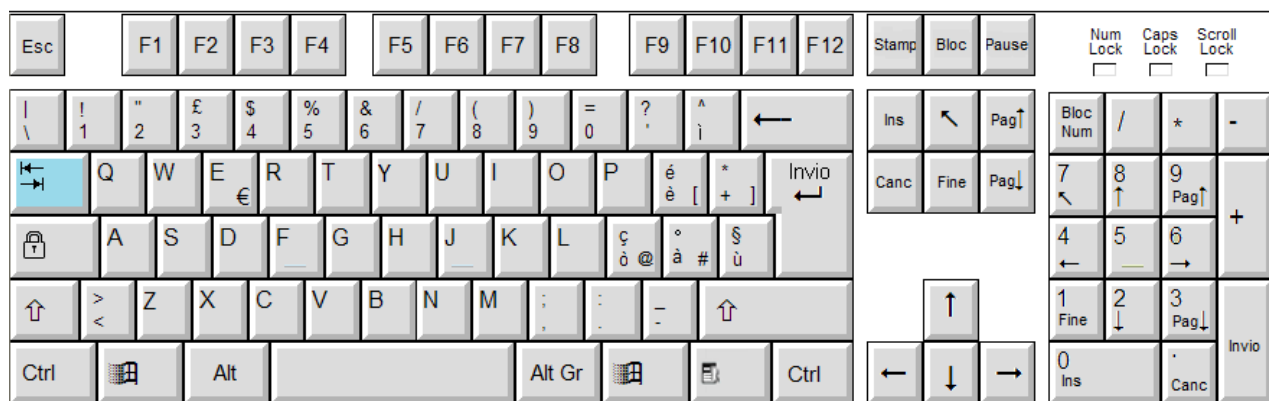 Esc F1 F2 F3 F4 F5 F6 F7 F8 F9 F10 F11 F12 Stamp Bloc Pause Num Lock Caps Lock Scroll Lock
| ! " £ $ % & / ( ) = ? ^
\ 1 2 3 4 5 6 7 8 9 0 ' ì ← Ins ↖ Pag↑ Bloc Num / * -
Q W E € R T Y U I O P é è [ * + ] Invio ↵ Canc Fine Pag↓ 7 ↖ 8 ↑ 9 Pag↑ +
A S D F G H J K L ç ò @ ° à # § ù 4 ← 5 6 →
⇧ > < Z X C V B N M ; , : . _ - ⇧ ↑ 1 Fine 2 ↓ 3 Pag↓ Invio
Ctrl Alt Alt Gr Ctrl ← ↓ → 0 Ins . Canc